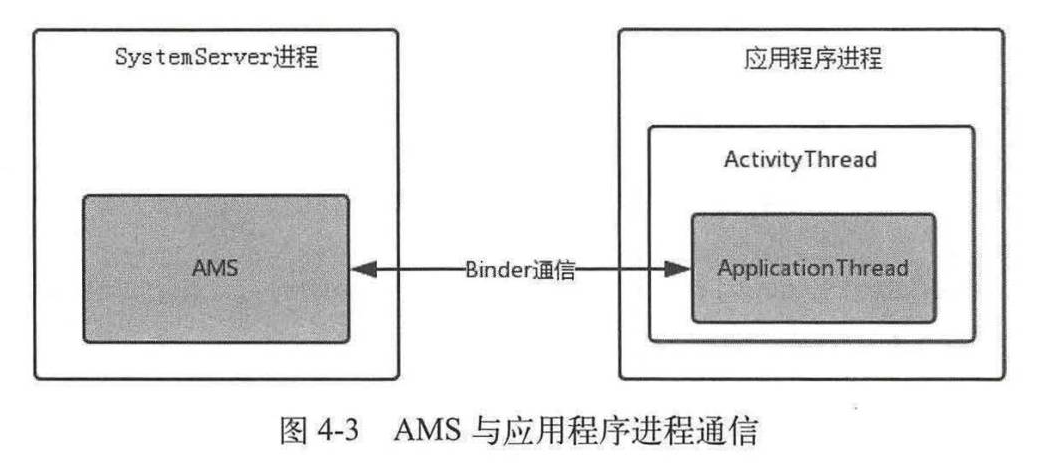 SystemServer进程
应用程序进程
ActivityThread
AMS
Binder通信
ApplicationThread
图 4-3 AMS 与应用程序进程通信